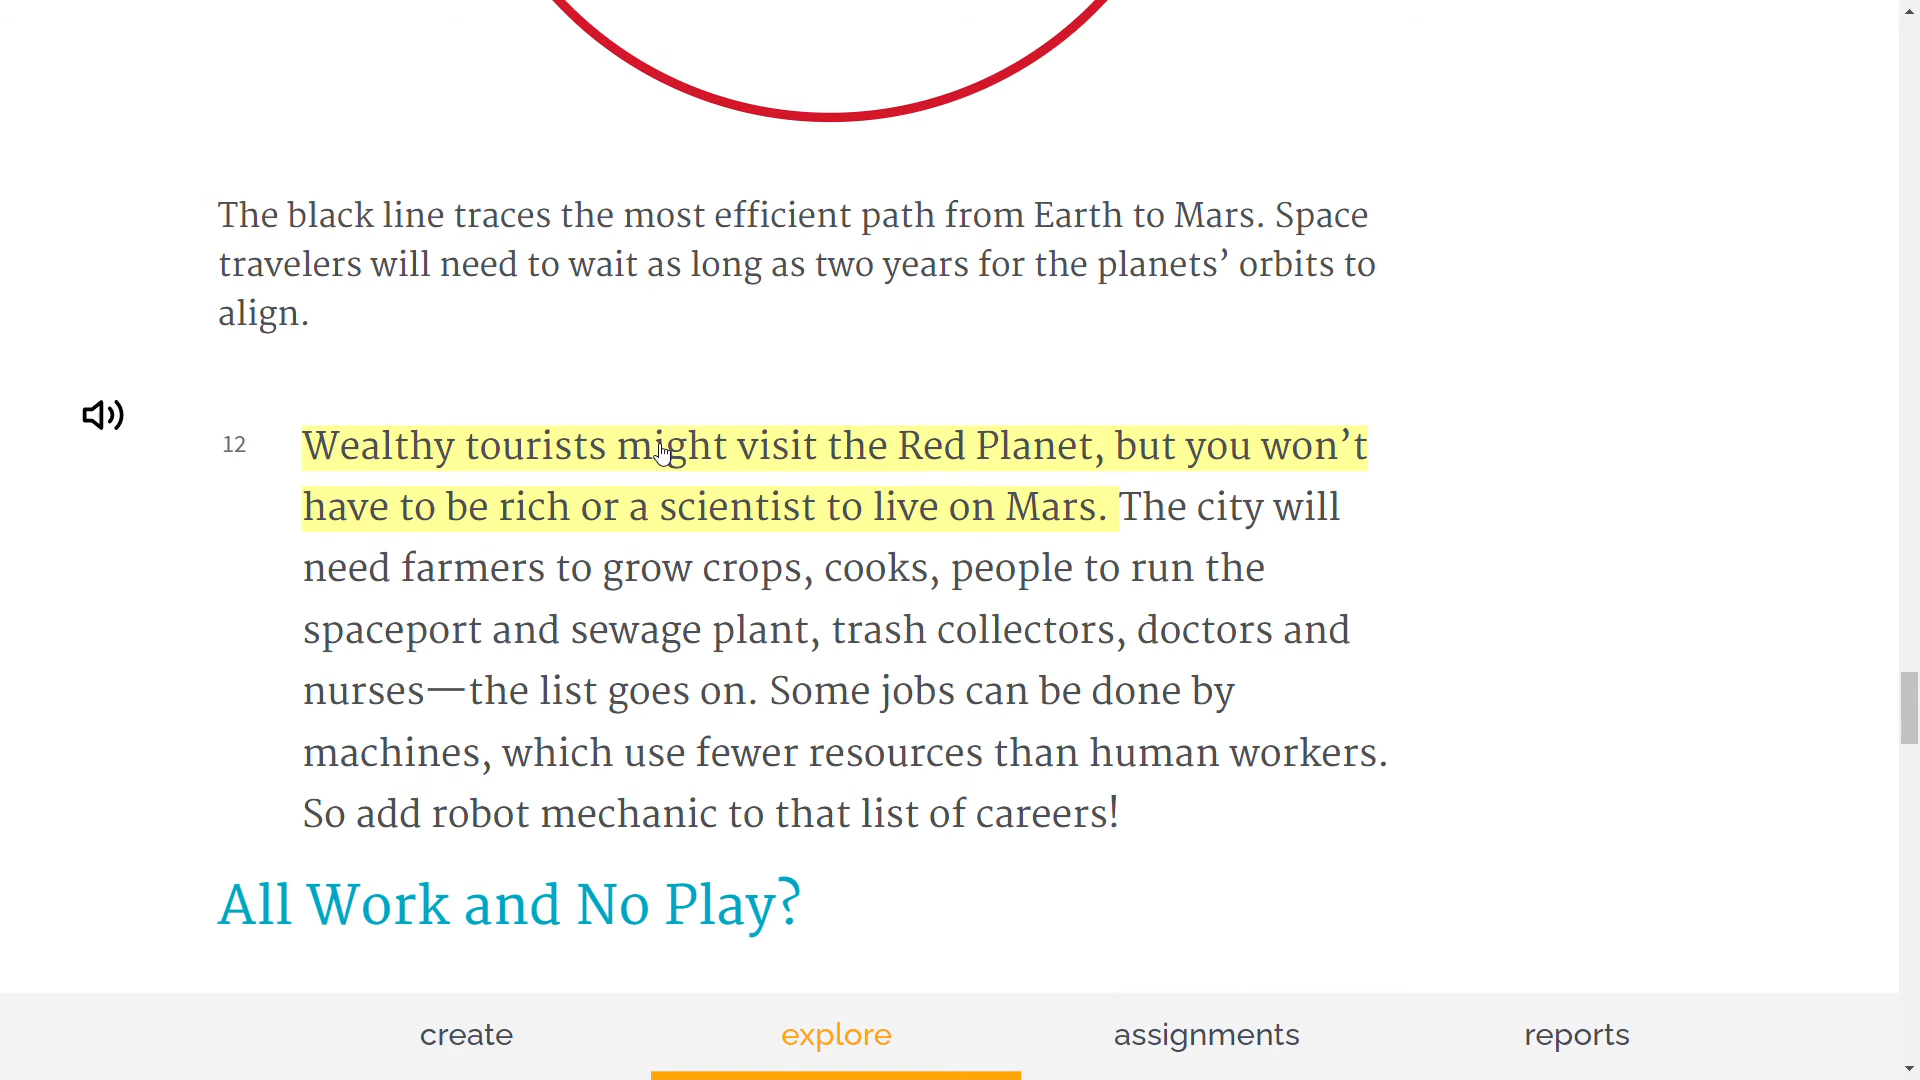 The black line traces the most efficient path from Earth to Mars. Space
travelers will need to wait as long as two years for the planets’ orbits to
align.
12
Wealthy tourists might visit the Red Planet, but you won’t
have to be rich or a scientist to live on Mars. The city will
need farmers to grow crops, cooks, people to run the
spaceport and sewage plant, trash collectors, doctors and
nurses—the list goes on. Some jobs can be done by
machines, which use fewer resources than human workers.
So add robot mechanic to that list of careers!
All Work and No Play?
create
explore
assignments
reports